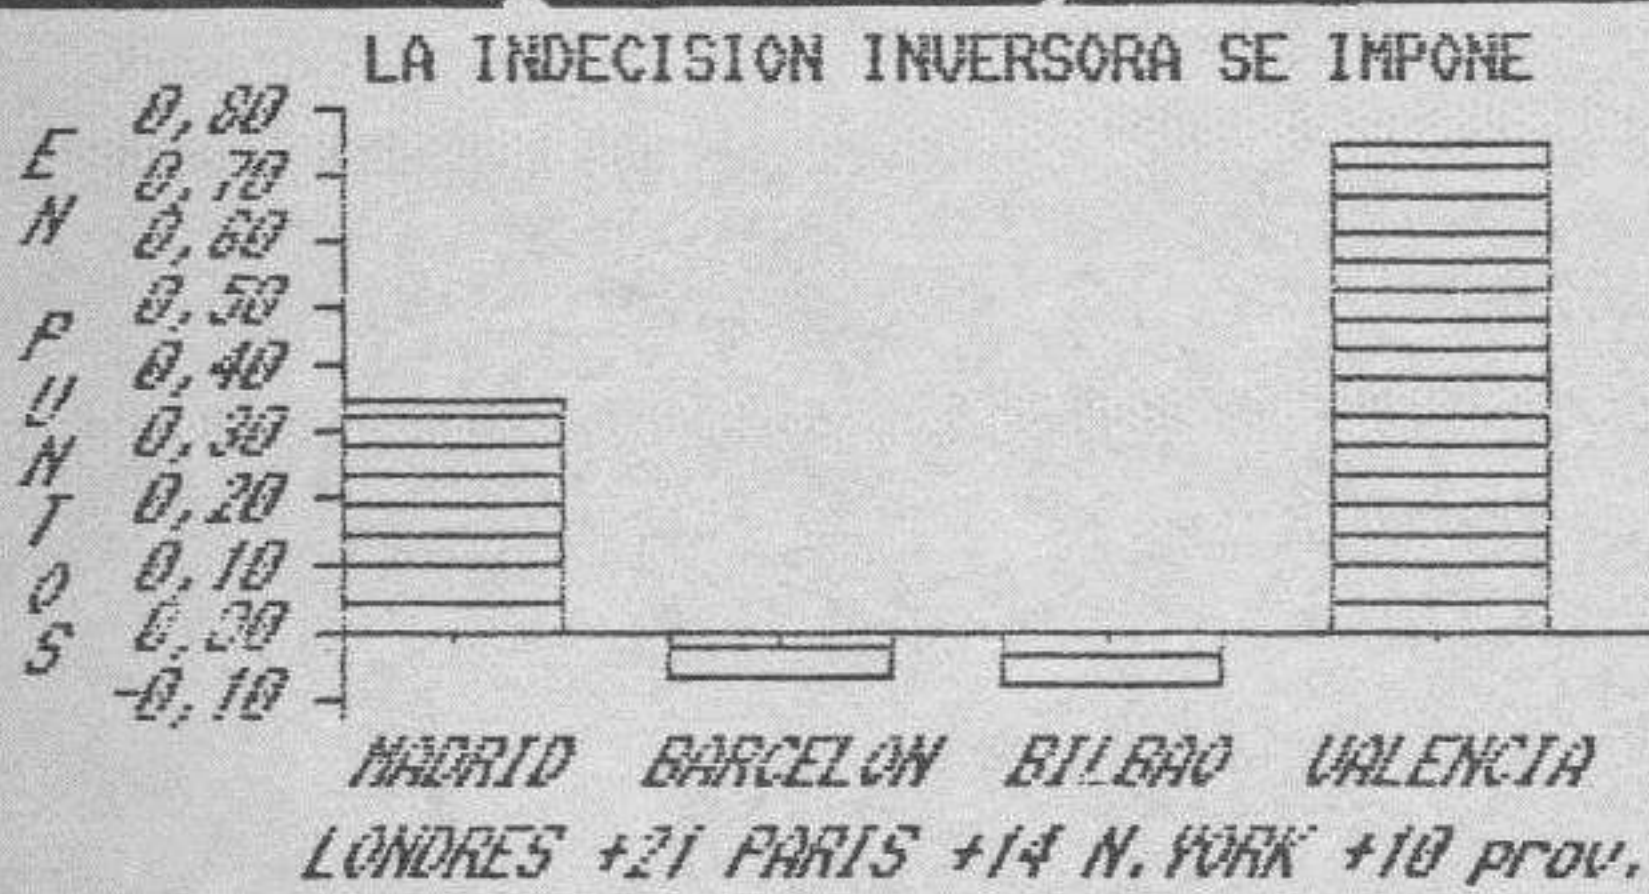 LA INDECISION INVERSORA SE IMPONE
EN PUNTOS
0,80
0,70
0,60
0,50
0,40
0,30
0,20
0,10
0,00
-0,10
MADRID BARCELON BILBAO VALENCIA
LONDRES +21 PARIS +14 N.YORK +10 prov.